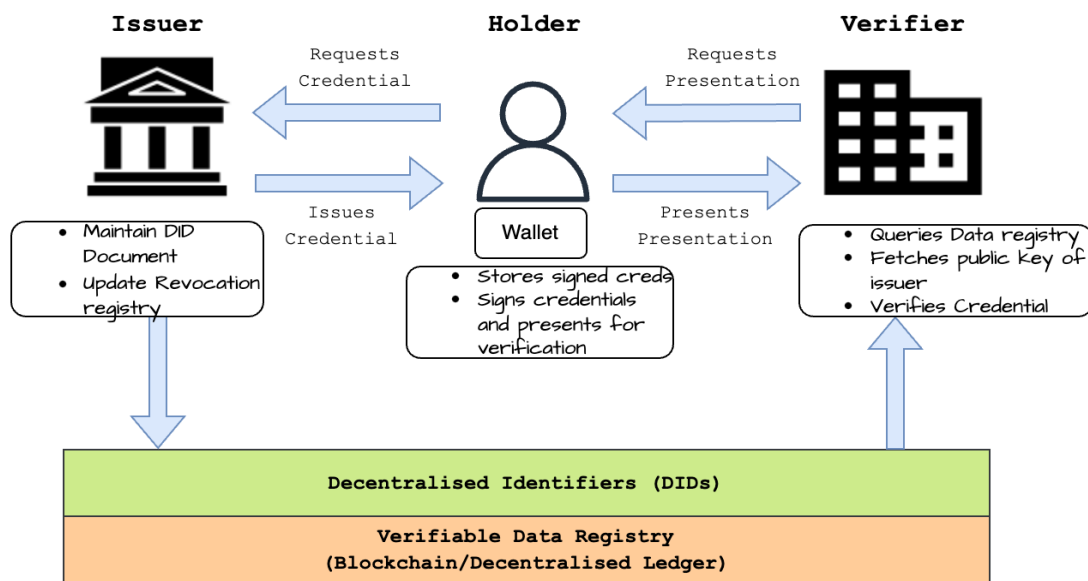 Issuer
Holder
Verifier
Requests
Credential
Requests
Presentation
Issues
Credential
Presents
Presentation
Wallet
• Maintain DID
Document
• Update Revocation
registry
• Stores signed creds
• Signs credentials
and presents for
verification
• Queries Data registry
• Fetches public key of
issuer
• Verifies Credential
Decentralised Identifiers (DIDs)
Verifiable Data Registry
(Blockchain/Decentralised Ledger)